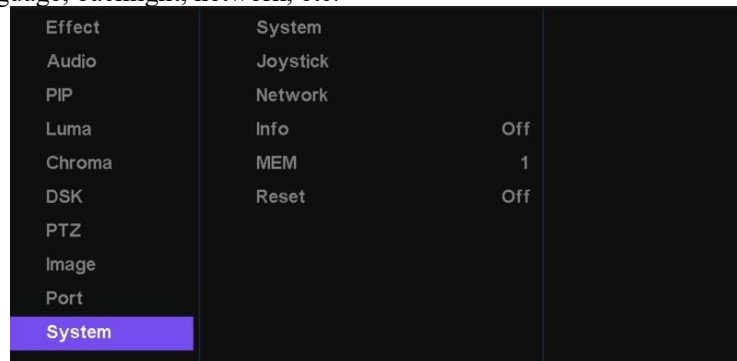 Effect System
Audio Joystick
PIP Network
Luma Info Off
Chroma MEM 1
DSK Reset Off
PTZ
Image
Port
System